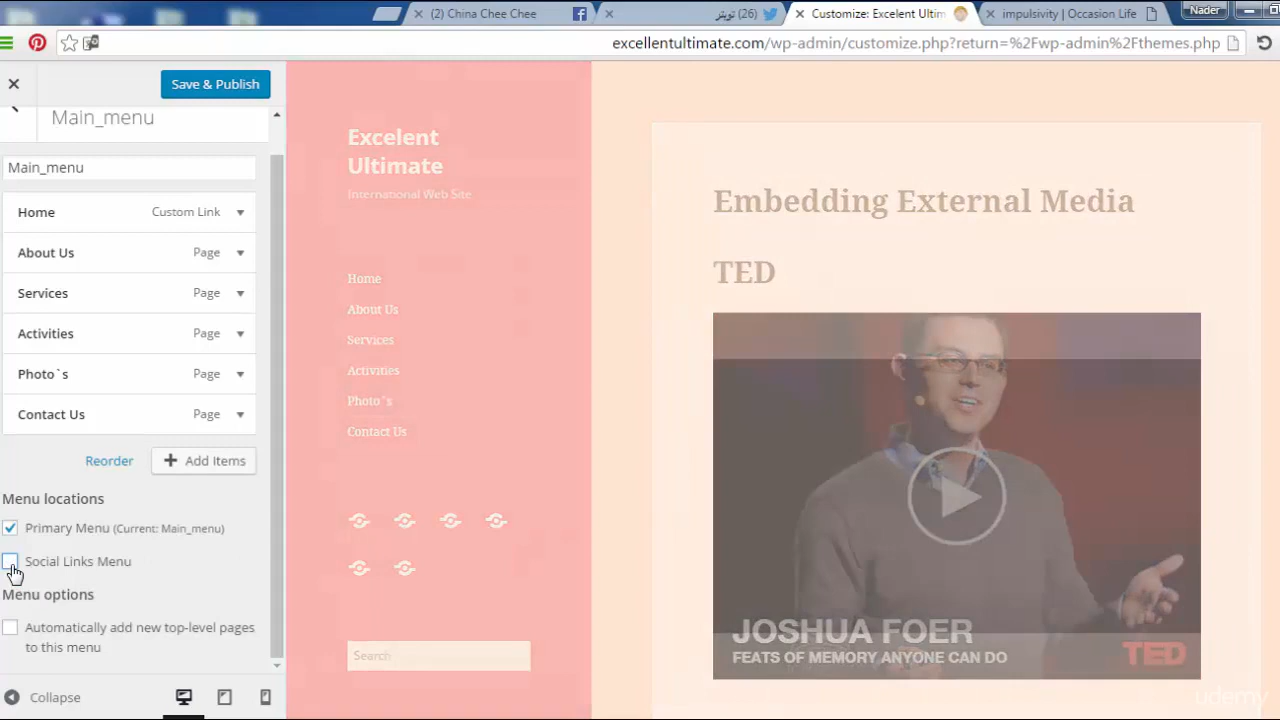 (2) China Chee Chee
(26) تويتر
Customize: Excelent Ultim
impulsivity | Occasion Life
Nader
excellentultimate.com/wp-admin/customize.php?return=%2Fwp-admin%2Fthemes.php
Save & Publish
Main_menu
Main_menu
Home Custom Link
About Us Page
Services Page
Activities Page
Photo`s Page
Contact Us Page
Reorder Add Items
Menu locations
Primary Menu (Current: Main_menu)
Social Links Menu
Menu options
Automatically add new top-level pages
to this menu
Collapse
Excelent
Ultimate
International Web Site
Home
About Us
Services
Activities
Photo`s
Contact Us
Search
Embedding External Media
TED
JOSHUA FOER
FEATS OF MEMORY ANYONE CAN DO
TED
udemy